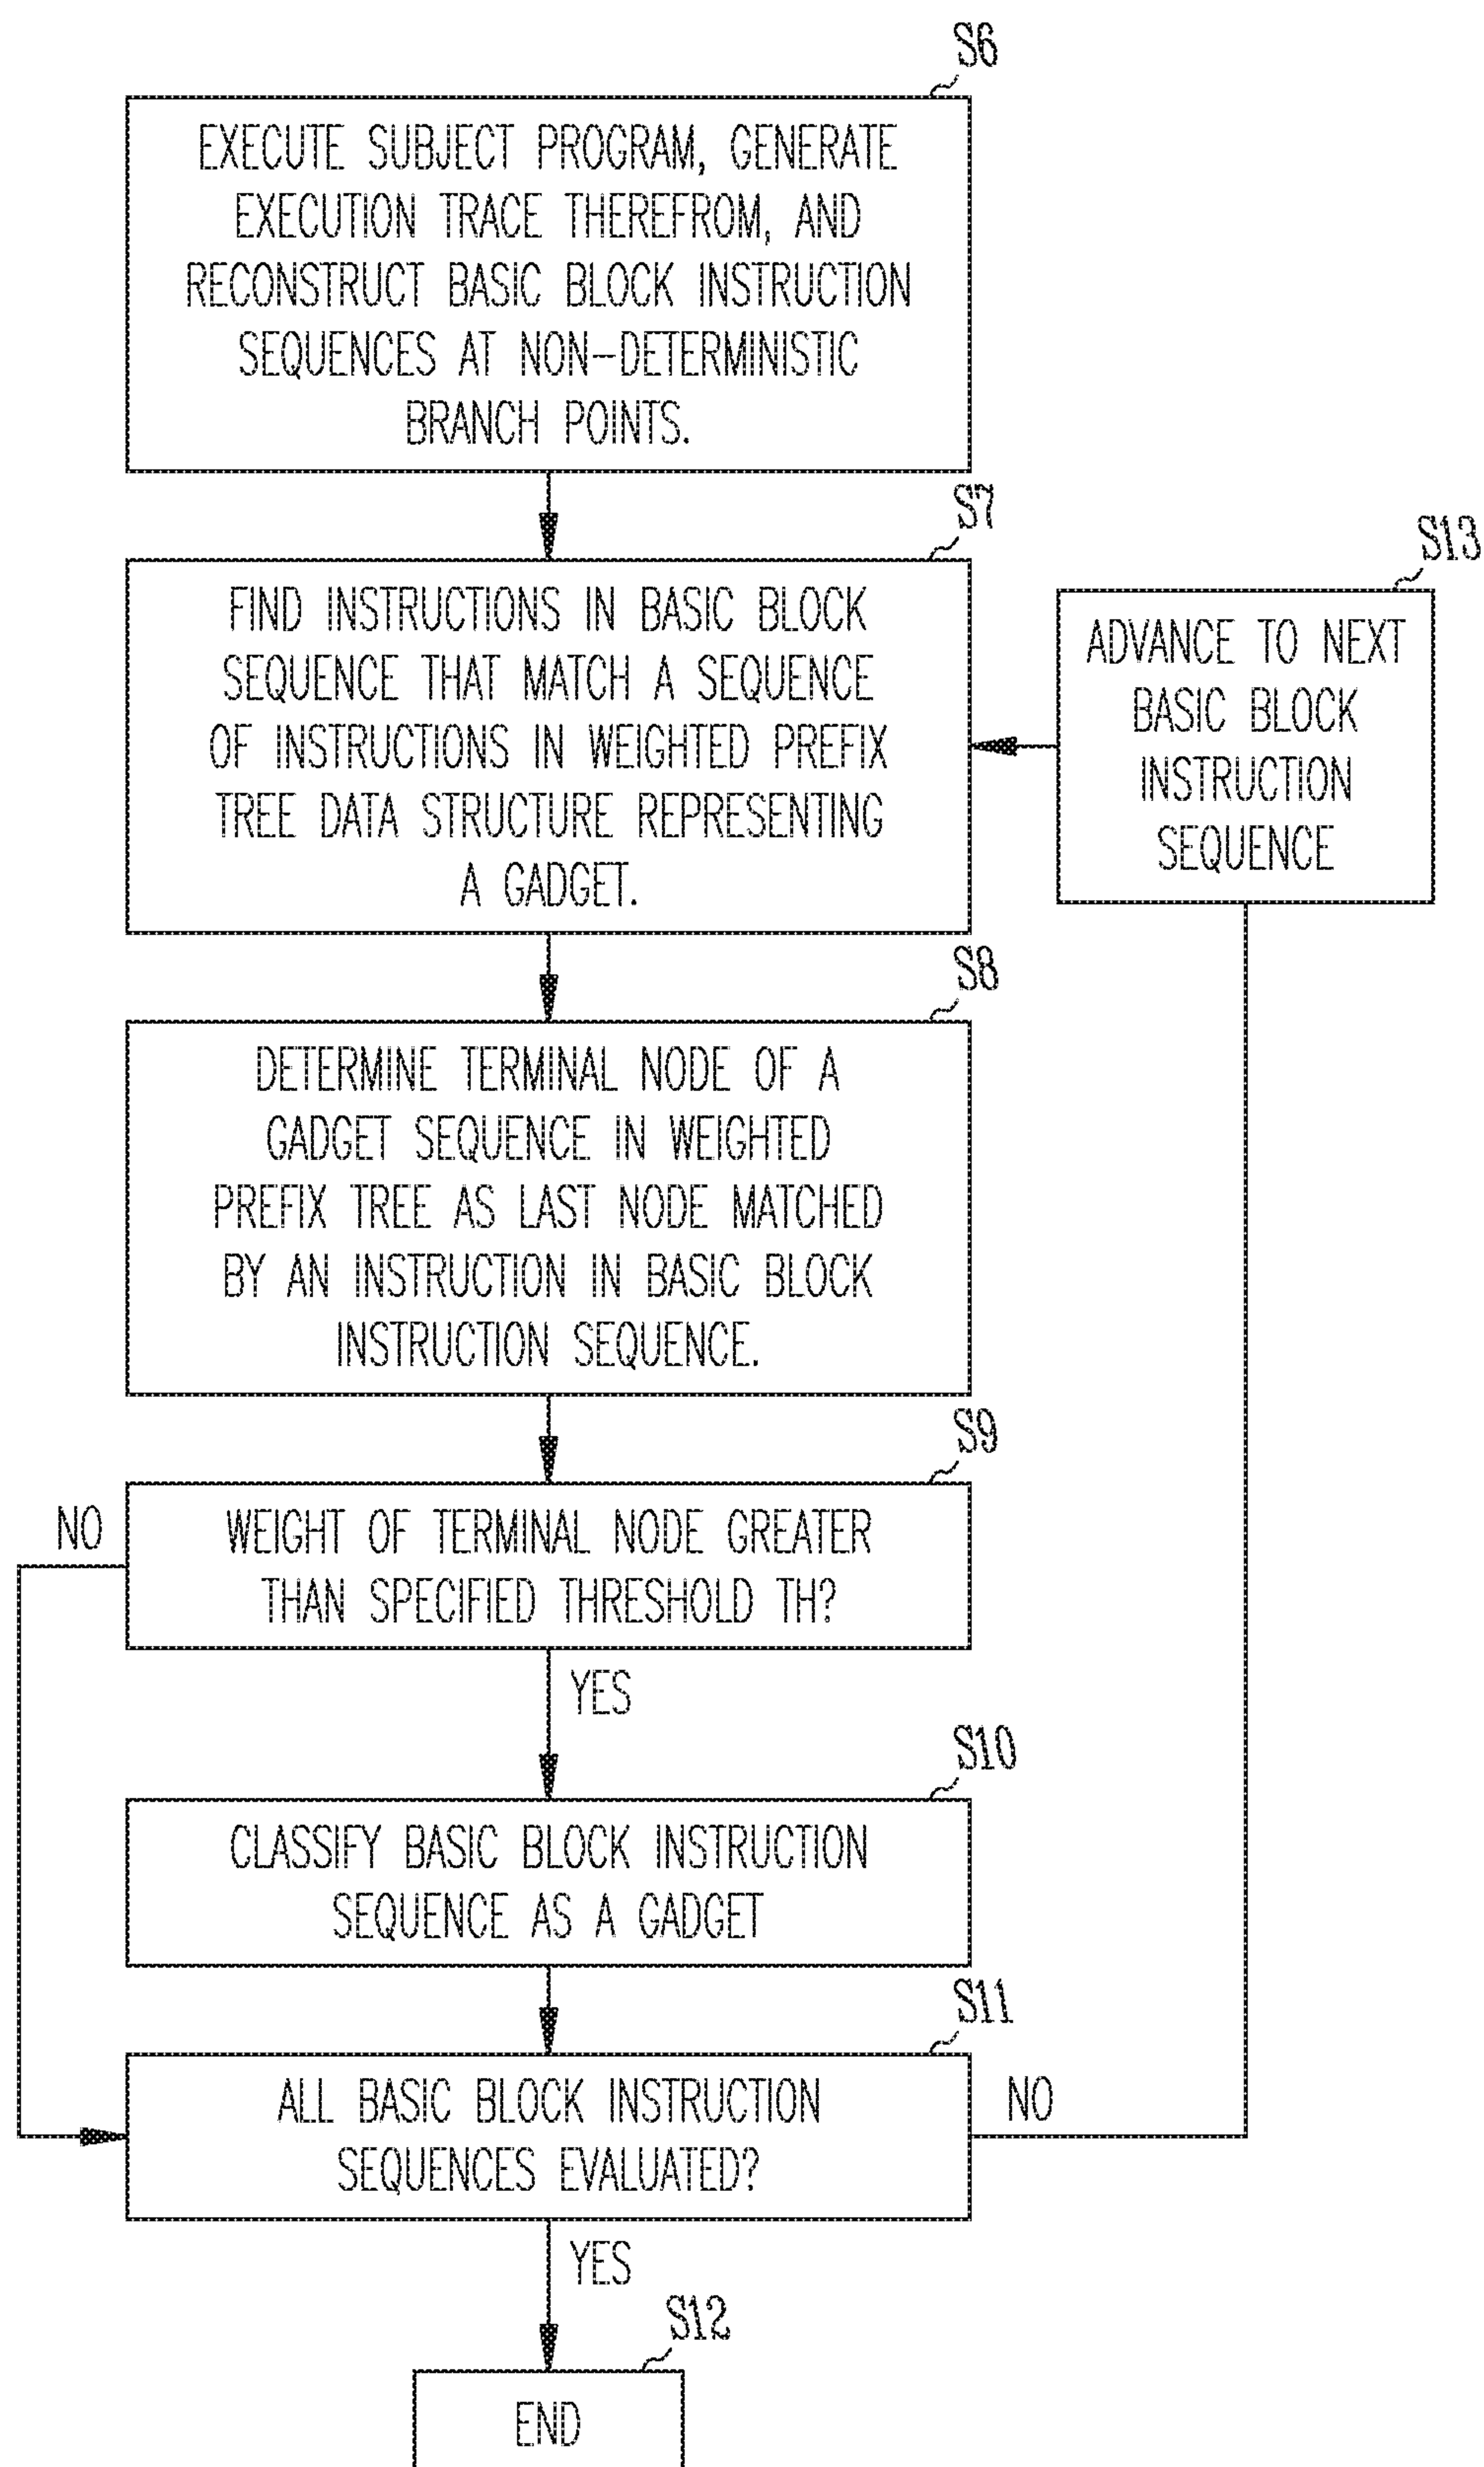 S6
EXECUTE SUBJECT PROGRAM, GENERATE
EXECUTION TRACE THEREFROM, AND
RECONSTRUCT BASIC BLOCK INSTRUCTION
SEQUENCES AT NON-DETERMINISTIC
BRANCH POINTS.
S7
FIND INSTRUCTIONS IN BASIC BLOCK
SEQUENCE THAT MATCH A SEQUENCE
OF INSTRUCTIONS IN WEIGHTED PREFIX
TREE DATA STRUCTURE REPRESENTING
A GADGET.
S13
ADVANCE TO NEXT
BASIC BLOCK
INSTRUCTION
SEQUENCE
S8
DETERMINE TERMINAL NODE OF A
GADGET SEQUENCE IN WEIGHTED
PREFIX TREE AS LAST NODE MATCHED
BY AN INSTRUCTION IN BASIC BLOCK
INSTRUCTION SEQUENCE.
S9
NO
WEIGHT OF TERMINAL NODE GREATER
THAN SPECIFIED THRESHOLD TH?
YES
S10
CLASSIFY BASIC BLOCK INSTRUCTION
SEQUENCE AS A GADGET
S11
ALL BASIC BLOCK INSTRUCTION
SEQUENCES EVALUATED?
NO
YES
S12
END